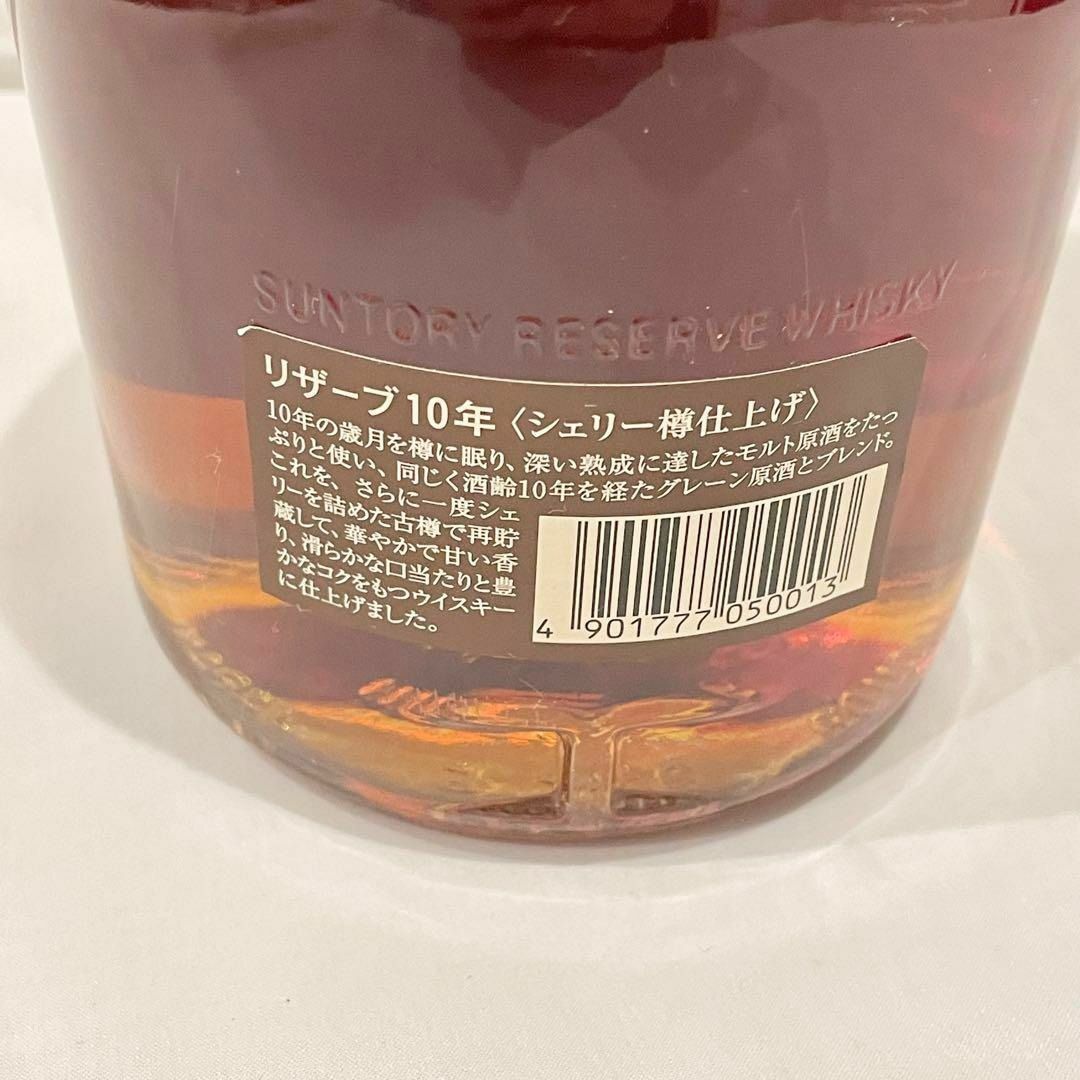 SUNTORY RESERVE WHISKY
リザーブ10年〈シェリー樽仕上げ〉
10年の歳月を樽に眠り、深い熟成に達したモルト原酒をたっ
ぷりと使い、同じく酒齢10年を経たグレーン原酒とブレンド。
これを、さらに一度シェ
リーを詰めた古樽で再貯
蔵して、華やかで甘い香
り、滑らかな口当たりと豊
かなコクをもつウイスキー
に仕上げました。
4 901777 050013